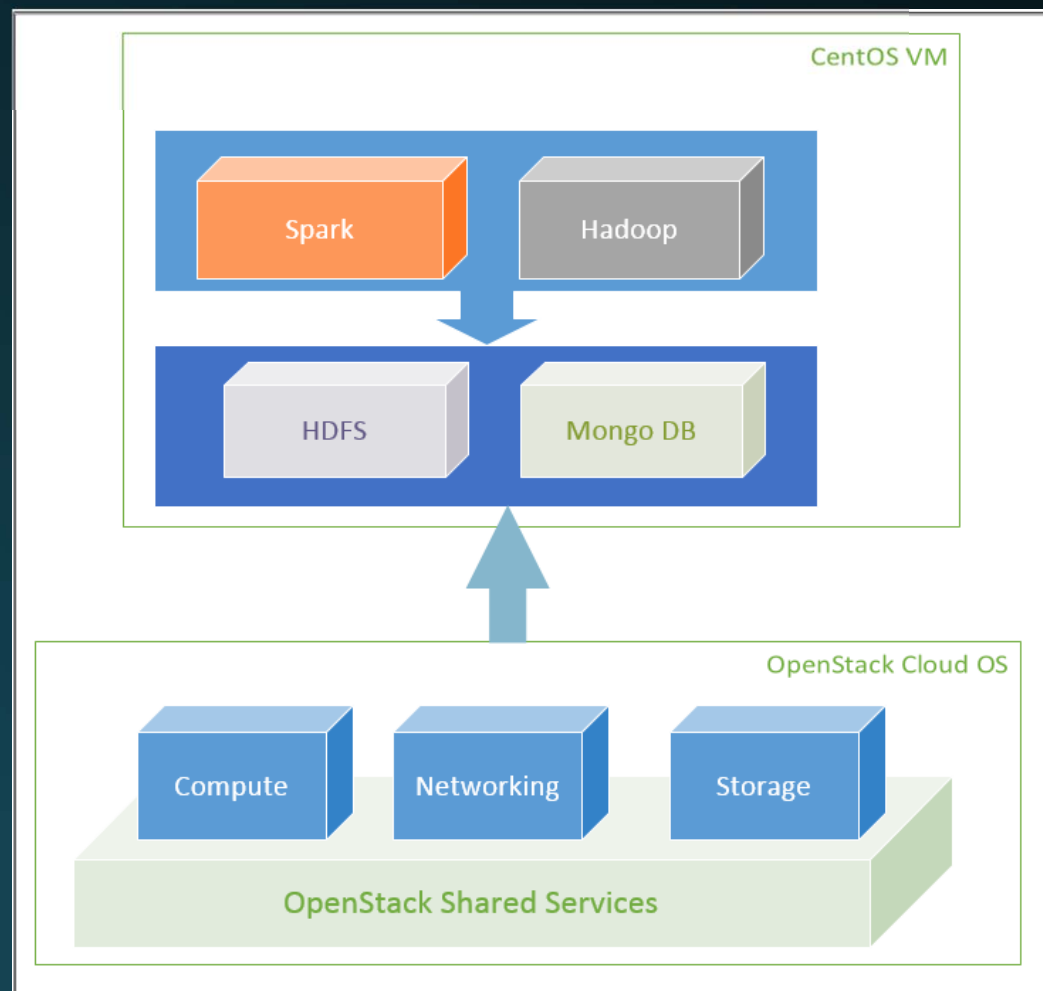 CentOS VM
Spark
Hadoop
HDFS
Mongo DB
OpenStack Cloud OS
Compute
Networking
Storage
OpenStack Shared Services